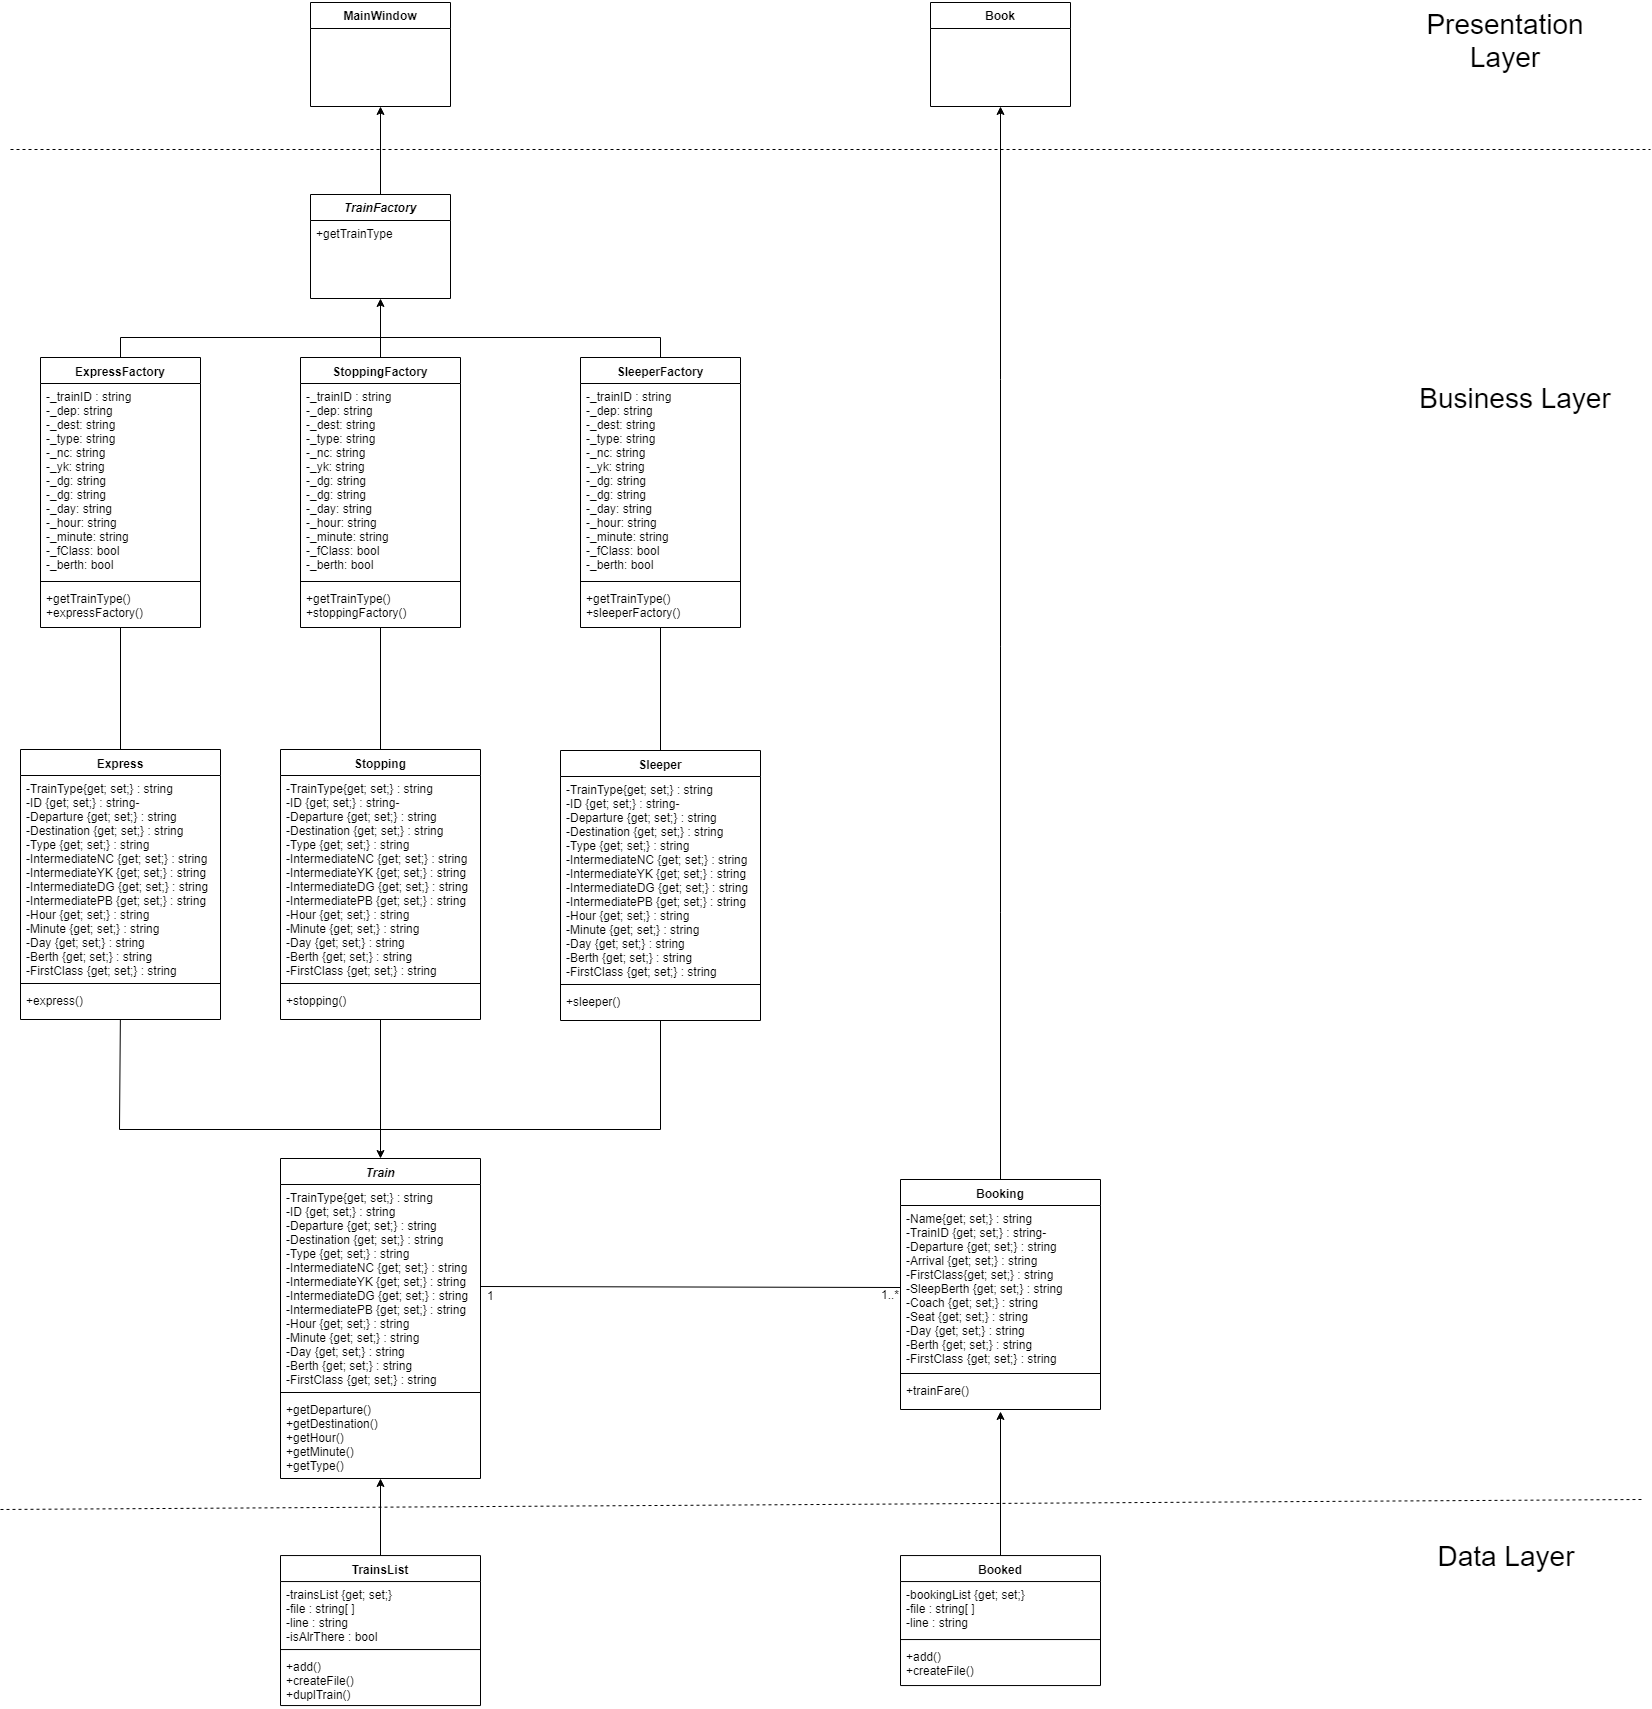 MainWindow
Book
Presentation
Layer
TrainFactory
+getTrainType
Business Layer
ExpressFactory
-_trainID : string
-_dep: string
-_dest: string
-_type: string
-_nc: string
-_yk: string
-_dg: string
-_dg: string
-_day: string
-_hour: string
-_minute: string
-_fClass: bool
-_berth: bool
+getTrainType()
+expressFactory()
StoppingFactory
-_trainID : string
-_dep: string
-_dest: string
-_type: string
-_nc: string
-_yk: string
-_dg: string
-_dg: string
-_day: string
-_hour: string
-_minute: string
-_fClass: bool
-_berth: bool
+getTrainType()
+stoppingFactory()
SleeperFactory
-_trainID : string
-_dep: string
-_dest: string
-_type: string
-_nc: string
-_yk: string
-_dg: string
-_dg: string
-_day: string
-_hour: string
-_minute: string
-_fClass: bool
-_berth: bool
+getTrainType()
+sleeperFactory()
Express
-TrainType{get; set;} : string
-ID {get; set;} : string-
-Departure {get; set;} : string
-Destination {get; set;} : string
-Type {get; set;} : string
-IntermediateNC {get; set;} : string
-IntermediateYK {get; set;} : string
-IntermediateDG {get; set;} : string
-IntermediatePB {get; set;} : string
-Hour {get; set;} : string
-Minute {get; set;} : string
-Day {get; set;} : string
-Berth {get; set;} : string
-FirstClass {get; set;} : string
+express()
Stopping
-TrainType{get; set;} : string
-ID {get; set;} : string-
-Departure {get; set;} : string
-Destination {get; set;} : string
-Type {get; set;} : string
-IntermediateNC {get; set;} : string
-IntermediateYK {get; set;} : string
-IntermediateDG {get; set;} : string
-IntermediatePB {get; set;} : string
-Hour {get; set;} : string
-Minute {get; set;} : string
-Day {get; set;} : string
-Berth {get; set;} : string
-FirstClass {get; set;} : string
+stopping()
Sleeper
-TrainType{get; set;} : string
-ID {get; set;} : string-
-Departure {get; set;} : string
-Destination {get; set;} : string
-Type {get; set;} : string
-IntermediateNC {get; set;} : string
-IntermediateYK {get; set;} : string
-IntermediateDG {get; set;} : string
-IntermediatePB {get; set;} : string
-Hour {get; set;} : string
-Minute {get; set;} : string
-Day {get; set;} : string
-Berth {get; set;} : string
-FirstClass {get; set;} : string
+sleeper()
Train
-TrainType{get; set;} : string
-ID {get; set;} : string
-Departure {get; set;} : string
-Destination {get; set;} : string
-Type {get; set;} : string
-IntermediateNC {get; set;} : string
-IntermediateYK {get; set;} : string
-IntermediateDG {get; set;} : string
-IntermediatePB {get; set;} : string
-Hour {get; set;} : string
-Minute {get; set;} : string
-Day {get; set;} : string
-Berth {get; set;} : string
-FirstClass {get; set;} : string
+getDeparture()
+getDestination()
+getHour()
+getMinute()
+getType()
1
1..*
Booking
-Name{get; set;} : string
-TrainID {get; set;} : string-
-Departure {get; set;} : string
-Arrival {get; set;} : string
-FirstClass{get; set;} : string
-SleepBerth {get; set;} : string
-Coach {get; set;} : string
-Seat {get; set;} : string
-Day {get; set;} : string
-Berth {get; set;} : string
-FirstClass {get; set;} : string
+trainFare()
Data Layer
TrainsList
-trainsList {get; set;}
-file : string[ ]
-line : string
-isAlrThere : bool
+add()
+createFile()
+duplTrain()
Booked
-bookingList {get; set;}
-file : string[ ]
-line : string
+add()
+createFile()